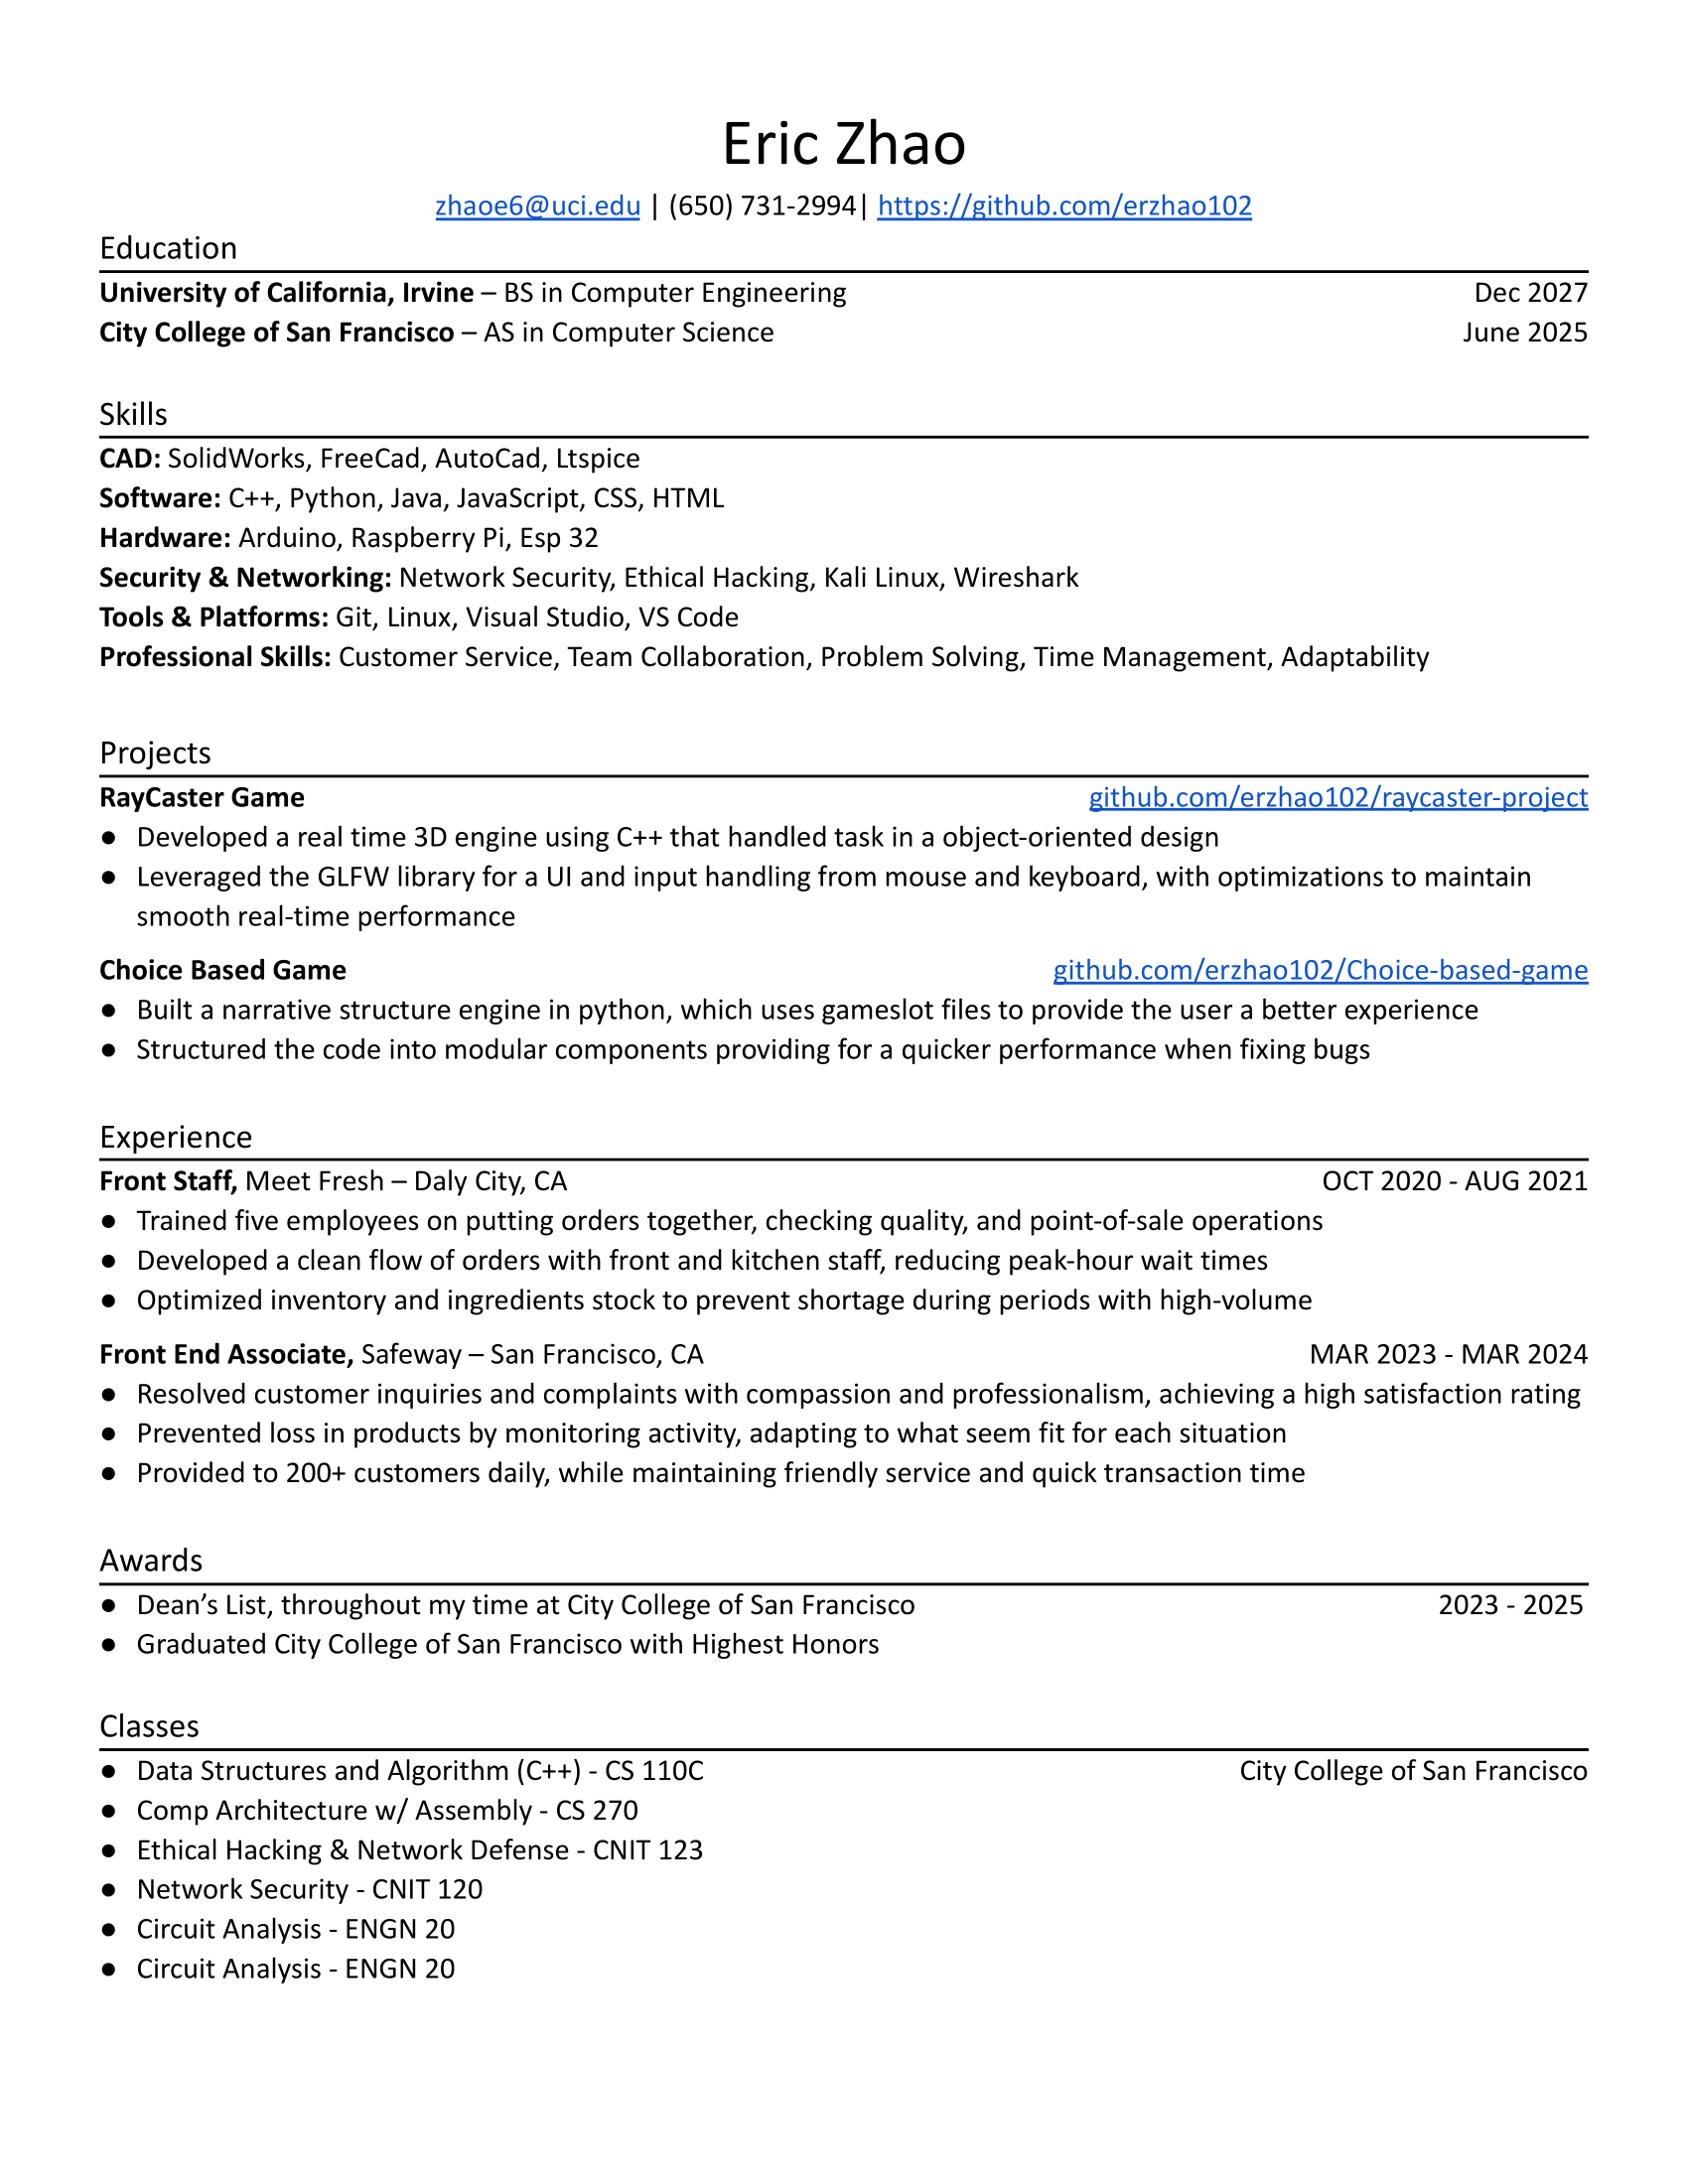 Eric Zhao
zhaoe6@uci.edu | (650) 731-2994| https://github.com/erzhao102
Education
University of California, Irvine – BS in Computer Engineering Dec 2027
City College of San Francisco – AS in Computer Science June 2025
Skills
CAD: SolidWorks, FreeCad, AutoCad, Ltspice
Software: C++, Python, Java, JavaScript, CSS, HTML
Hardware: Arduino, Raspberry Pi, Esp 32
Security & Networking: Network Security, Ethical Hacking, Kali Linux, Wireshark
Tools & Platforms: Git, Linux, Visual Studio, VS Code
Professional Skills: Customer Service, Team Collaboration, Problem Solving, Time Management, Adaptability
Projects
RayCaster Game github.com/erzhao102/raycaster-project
● Developed a real time 3D engine using C++ that handled task in a object-oriented design
● Leveraged the GLFW library for a UI and input handling from mouse and keyboard, with optimizations to maintain
smooth real-time performance
Choice Based Game github.com/erzhao102/Choice-based-game
● Built a narrative structure engine in python, which uses gameslot files to provide the user a better experience
● Structured the code into modular components providing for a quicker performance when fixing bugs
Experience
Front Staff, Meet Fresh – Daly City, CA OCT 2020 - AUG 2021
● Trained five employees on putting orders together, checking quality, and point-of-sale operations
● Developed a clean flow of orders with front and kitchen staff, reducing peak-hour wait times
● Optimized inventory and ingredients stock to prevent shortage during periods with high-volume
Front End Associate, Safeway – San Francisco, CA MAR 2023 - MAR 2024
● Resolved customer inquiries and complaints with compassion and professionalism, achieving a high satisfaction rating
● Prevented loss in products by monitoring activity, adapting to what seem fit for each situation
● Provided to 200+ customers daily, while maintaining friendly service and quick transaction time
Awards
● Dean’s List, throughout my time at City College of San Francisco 2023 - 2025
● Graduated City College of San Francisco with Highest Honors
Classes
● Data Structures and Algorithm (C++) - CS 110C City College of San Francisco
● Comp Architecture w/ Assembly - CS 270
● Ethical Hacking & Network Defense - CNIT 123
● Network Security - CNIT 120
● Circuit Analysis - ENGN 20
● Circuit Analysis - ENGN 20